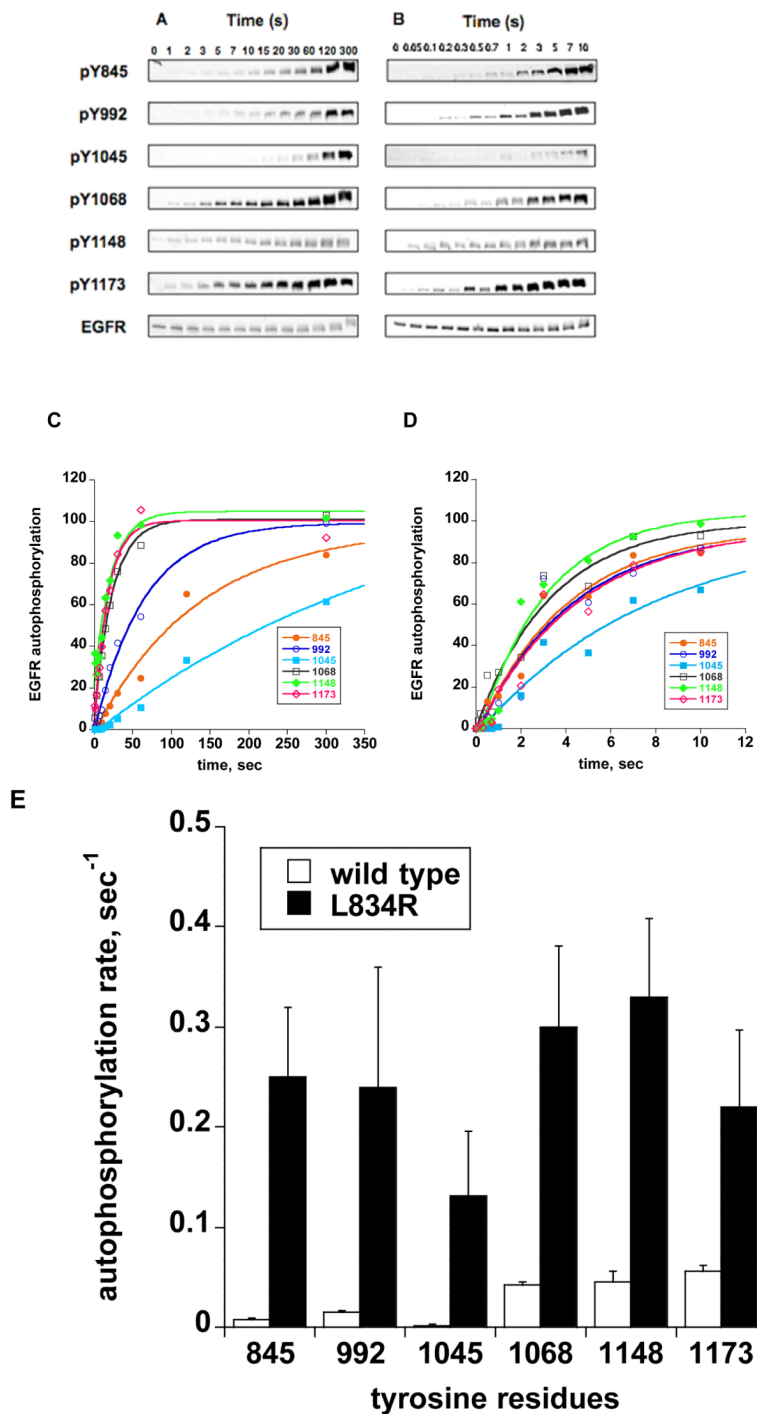 A Time (s)
0 1 2 3 5 7 10 15 20 30 60 120 300
B Time (s)
0 0.05 0.1 0.2 0.3 0.5 0.7 1 2 3 5 7 10
pY845
pY992
pY1045
pY1068
pY1148
pY1173
EGFR
C
EGFR autophosphorylation
120
100
80
60
40
20
0
845
992
1045
1068
1148
1173
0 50 100 150 200 250 300 350
time, sec
D
EGFR autophosphorylation
120
100
80
60
40
20
0
845
992
1045
1068
1148
1173
0 2 4 6 8 10 12
time, sec
E
autophosphorylation rate, sec-1
0.5
0.4
0.3
0.2
0.1
0
wild type
L834R
845 992 1045 1068 1148 1173
tyrosine residues